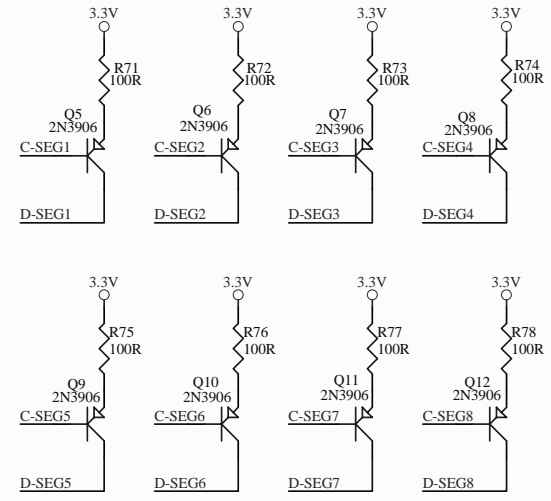 3.3V 3.3V 3.3V 3.3V
R71 R72 R73 R74
100R 100R 100R 100R
Q5 Q6 Q7 Q8
2N3906 2N3906 2N3906 2N3906
C-SEG1 C-SEG2 C-SEG3 C-SEG4
D-SEG1 D-SEG2 D-SEG3 D-SEG4
3.3V 3.3V 3.3V 3.3V
R75 R76 R77 R78
100R 100R 100R 100R
Q9 Q10 Q11 Q12
2N3906 2N3906 2N3906 2N3906
C-SEG5 C-SEG6 C-SEG7 C-SEG8
D-SEG5 D-SEG6 D-SEG7 D-SEG8